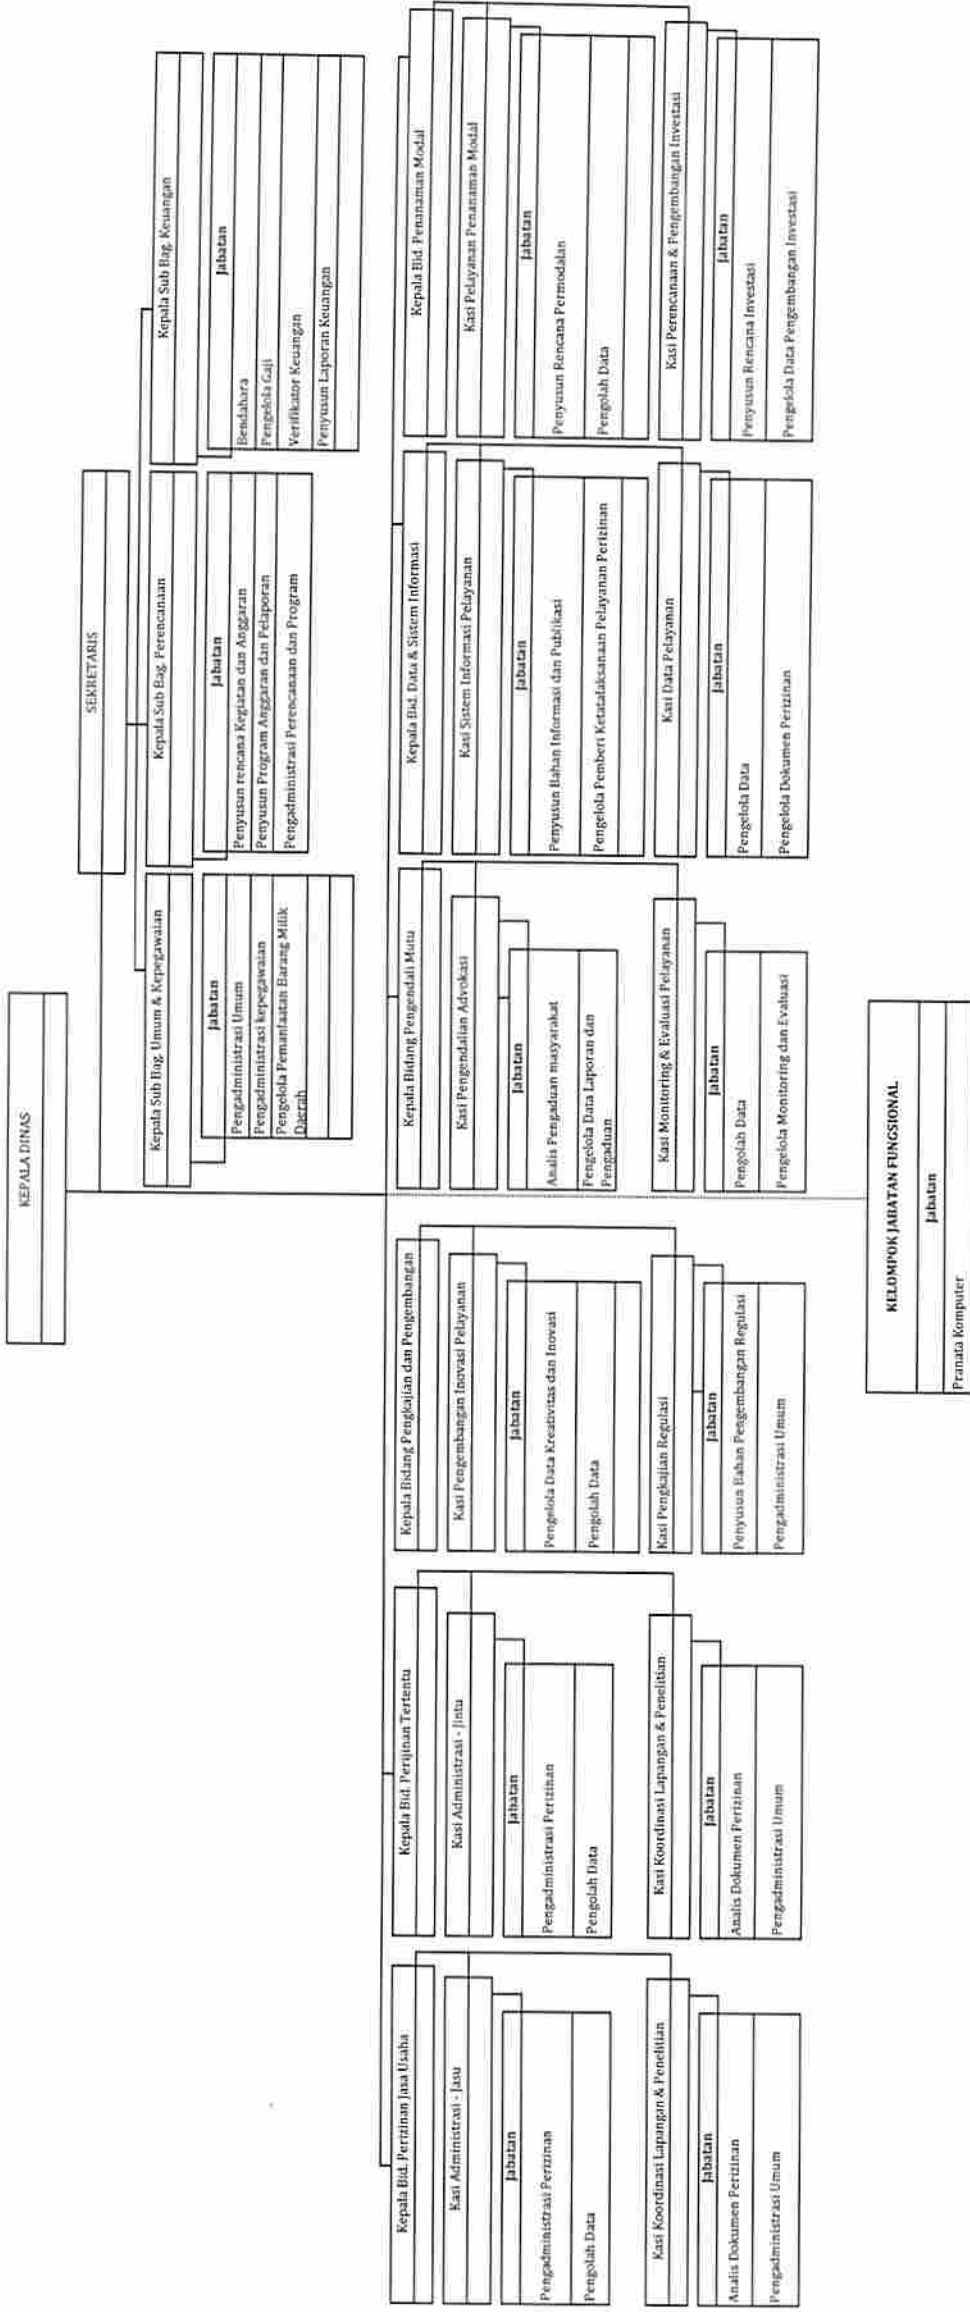 KEPALA DINAS
SEKRETARIS
Kepala Sub Bag. Umum & Kepegawaian
Jabatan
Pengadministrasi Umum
Pengadministrasi kepegawaian
Pengelola Pemanfaatan Barang Milik
Daerah
Kepala Sub Bag. Perencanaan
Jabatan
Penyusun rencana Kegiatan dan Anggaran
Penyusun Program Anggaran dan Pelaporan
Pengadministrasi Perencanaan dan Program
Kepala Sub Bag. Keuangan
Jabatan
Bendahara
Pengelola Gaji
Verifikator Keuangan
Penyusun Laporan Keuangan
Kepala Bid. Perizinan Jasa Usaha
Kasi Administrasi - Jasu
Jabatan
Pengadministrasi Perizinan
Pengolah Data
Kasi Koordinasi Lapangan & Penelitian
Jabatan
Analis Dokumen Perizinan
Pengadministrasi Umum
Kepala Bid. Perijinan Tertentu
Kasi Administrasi - Jintu
Jabatan
Pengadministrasi Perizinan
Pengolah Data
Kasi Koordinasi Lapangan & Penelitian
Jabatan
Analis Dokumen Perizinan
Pengadministrasi Umum
Kepala Bidang Pengkajian dan Pengembangan
Kasi Pengembangan Inovasi Pelayanan
Jabatan
Pengelola Data Kreativitas dan Inovasi
Pengolah Data
Kasi Pengkajian Regulasi
Jabatan
Penyusun Bahan Pengembangan Regulasi
Pengadministrasi Umum
Kepala Bidang Pengendali Mutu
Kasi Pengendalian Advokasi
Jabatan
Analis Pengaduan masyarakat
Pengelola Data Laporan dan
Pengaduan
Kasi Monitoring & Evaluasi Pelayanan
Jabatan
Pengolah Data
Pengelola Monitoring dan Evaluasi
Kepala Bid. Data & Sistem Informasi
Kasi Sistem Informasi Pelayanan
Jabatan
Penyusun Bahan Informasi dan Publikasi
Pengelola Pemberi Ketatalaksanaan Pelayanan Perizinan
Kasi Data Pelayanan
Jabatan
Pengelola Data
Pengelola Dokumen Perizinan
Kepala Bid. Penanaman Modal
Kasi Pelayanan Penanaman Modal
Jabatan
Penyusun Rencana Permodalan
Pengolah Data
Kasi Perencanaan & Pengembangan Investasi
Jabatan
Penyusun Rencana Investasi
Pengelola Data Pengembangan Investasi
KELOMPOK JABATAN FUNGSIONAL
Jabatan
Pranata Komputer